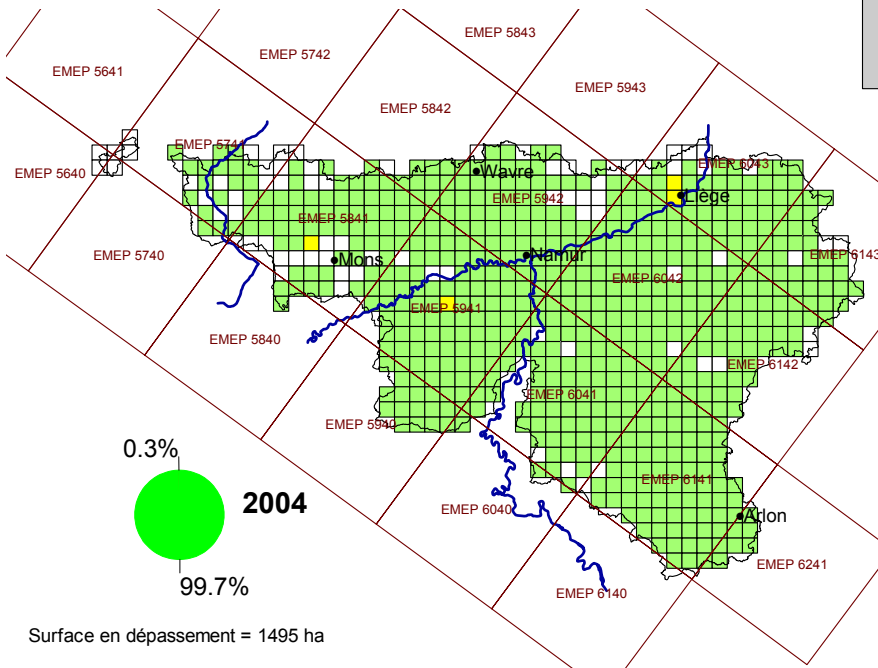 EMEP 5843
EMEP 5742
EMEP 5641
EMEP 5943
EMEP 5842
EMEP 5741
EMEP 6043
EMEP 5640
Wavre
Liège
EMEP 5942
EMEP 5841
EMEP 5740
Mons
Namur
EMEP 6143
EMEP 6042
EMEP 5941
EMEP 5840
EMEP 6142
EMEP 6041
EMEP 5940
0.3%
EMEP 6141
2004
EMEP 6040
Arlon
EMEP 6241
99.7%
EMEP 6140
Surface en dépassement = 1495 ha